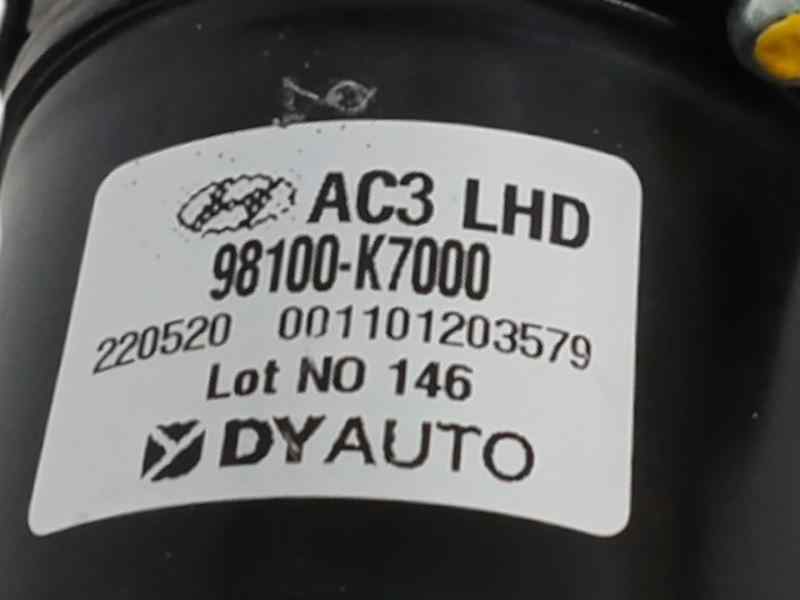 AC3 LHD
98100-K7000
220520 001101203579
Lot NO 146
DYAUTO